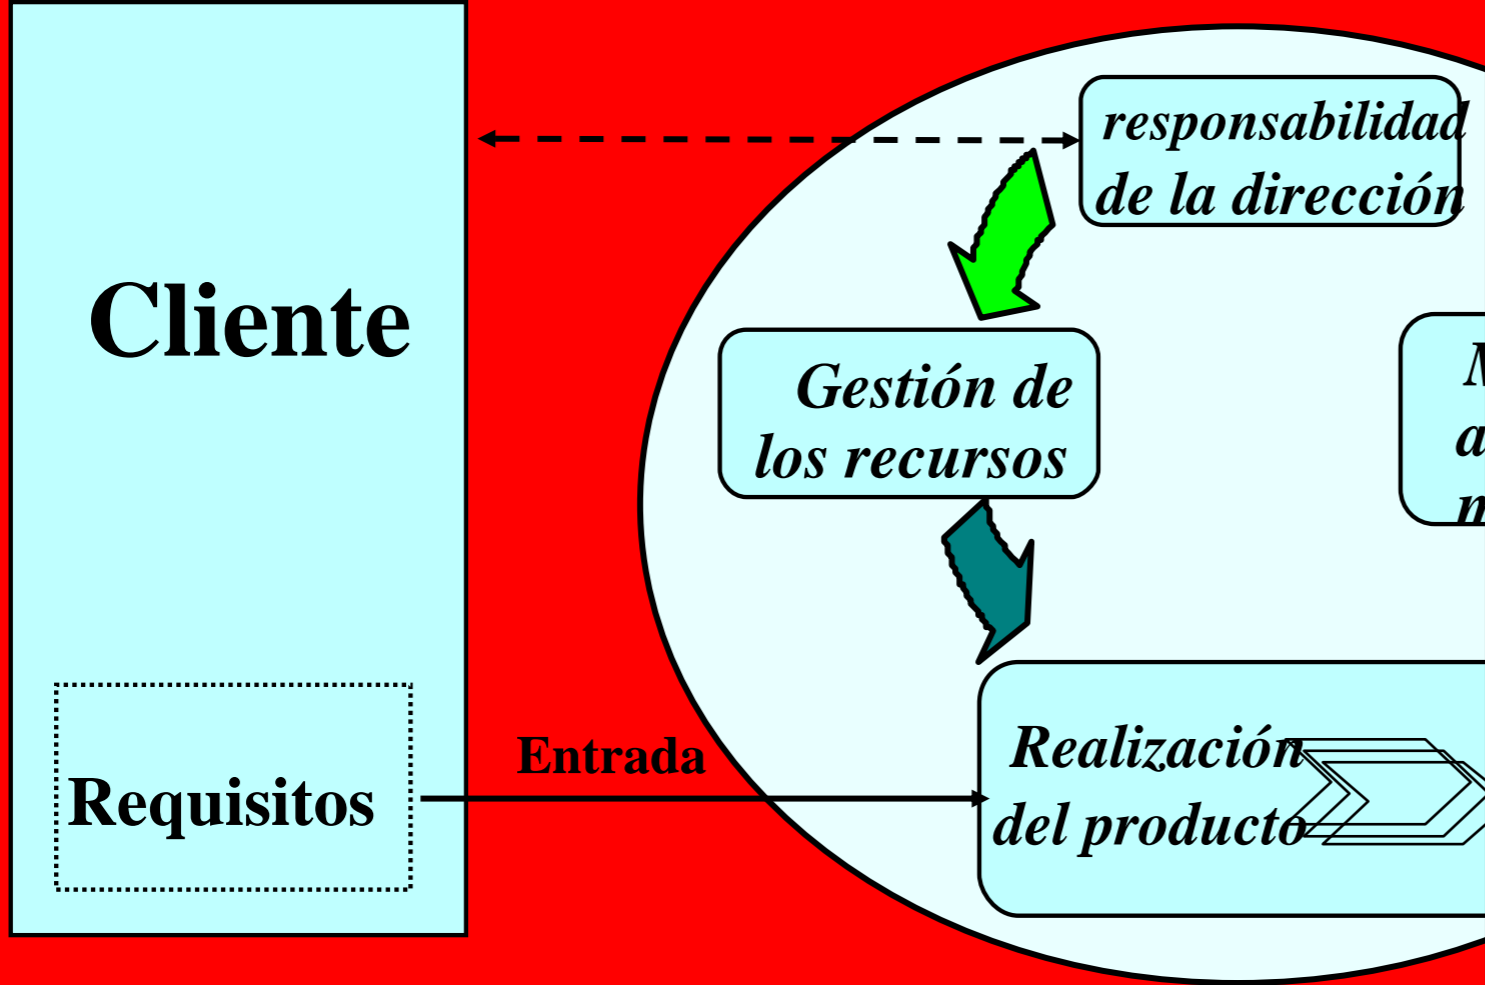 responsabilidad
de la dirección
Cliente
Gestión de
los recursos
Realización
del producto
Entrada
Requisitos